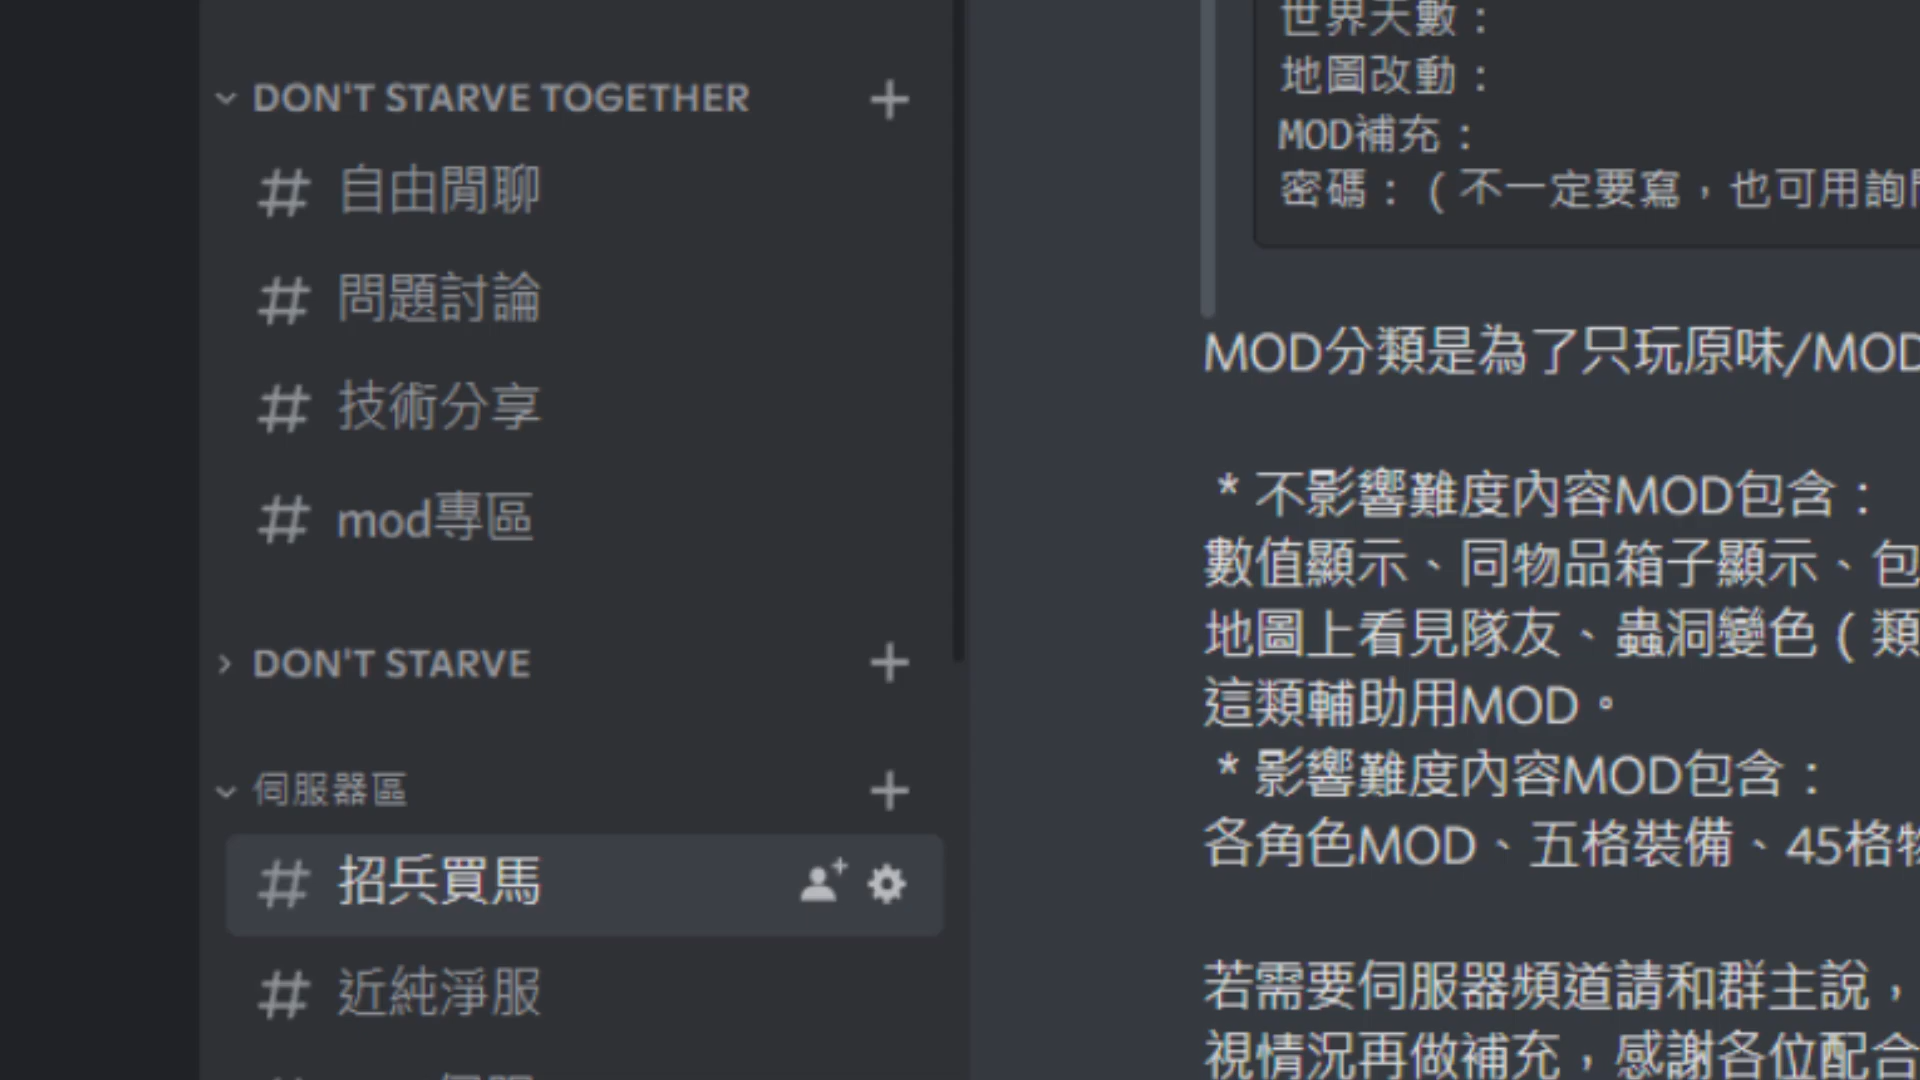 DON'T STARVE TOGETHER
# 自由閒聊
# 問題討論
# 技術分享
# mod專區
DON'T STARVE
伺服器區
# 招兵買馬
# 近純淨服
世界天數：
地圖改動：
MOD補充：
密碼：(不一定要寫，也可用詢
MOD分類是為了只玩原味/MOD
* 不影響難度內容MOD包含：
數值顯示、同物品箱子顯示、包
地圖上看見隊友、蟲洞變色(類
這類輔助用MOD。
* 影響難度內容MOD包含：
各角色MOD、五格裝備、45格物
若需要伺服器頻道請和群主說，
視情況再做補充，感謝各位配合